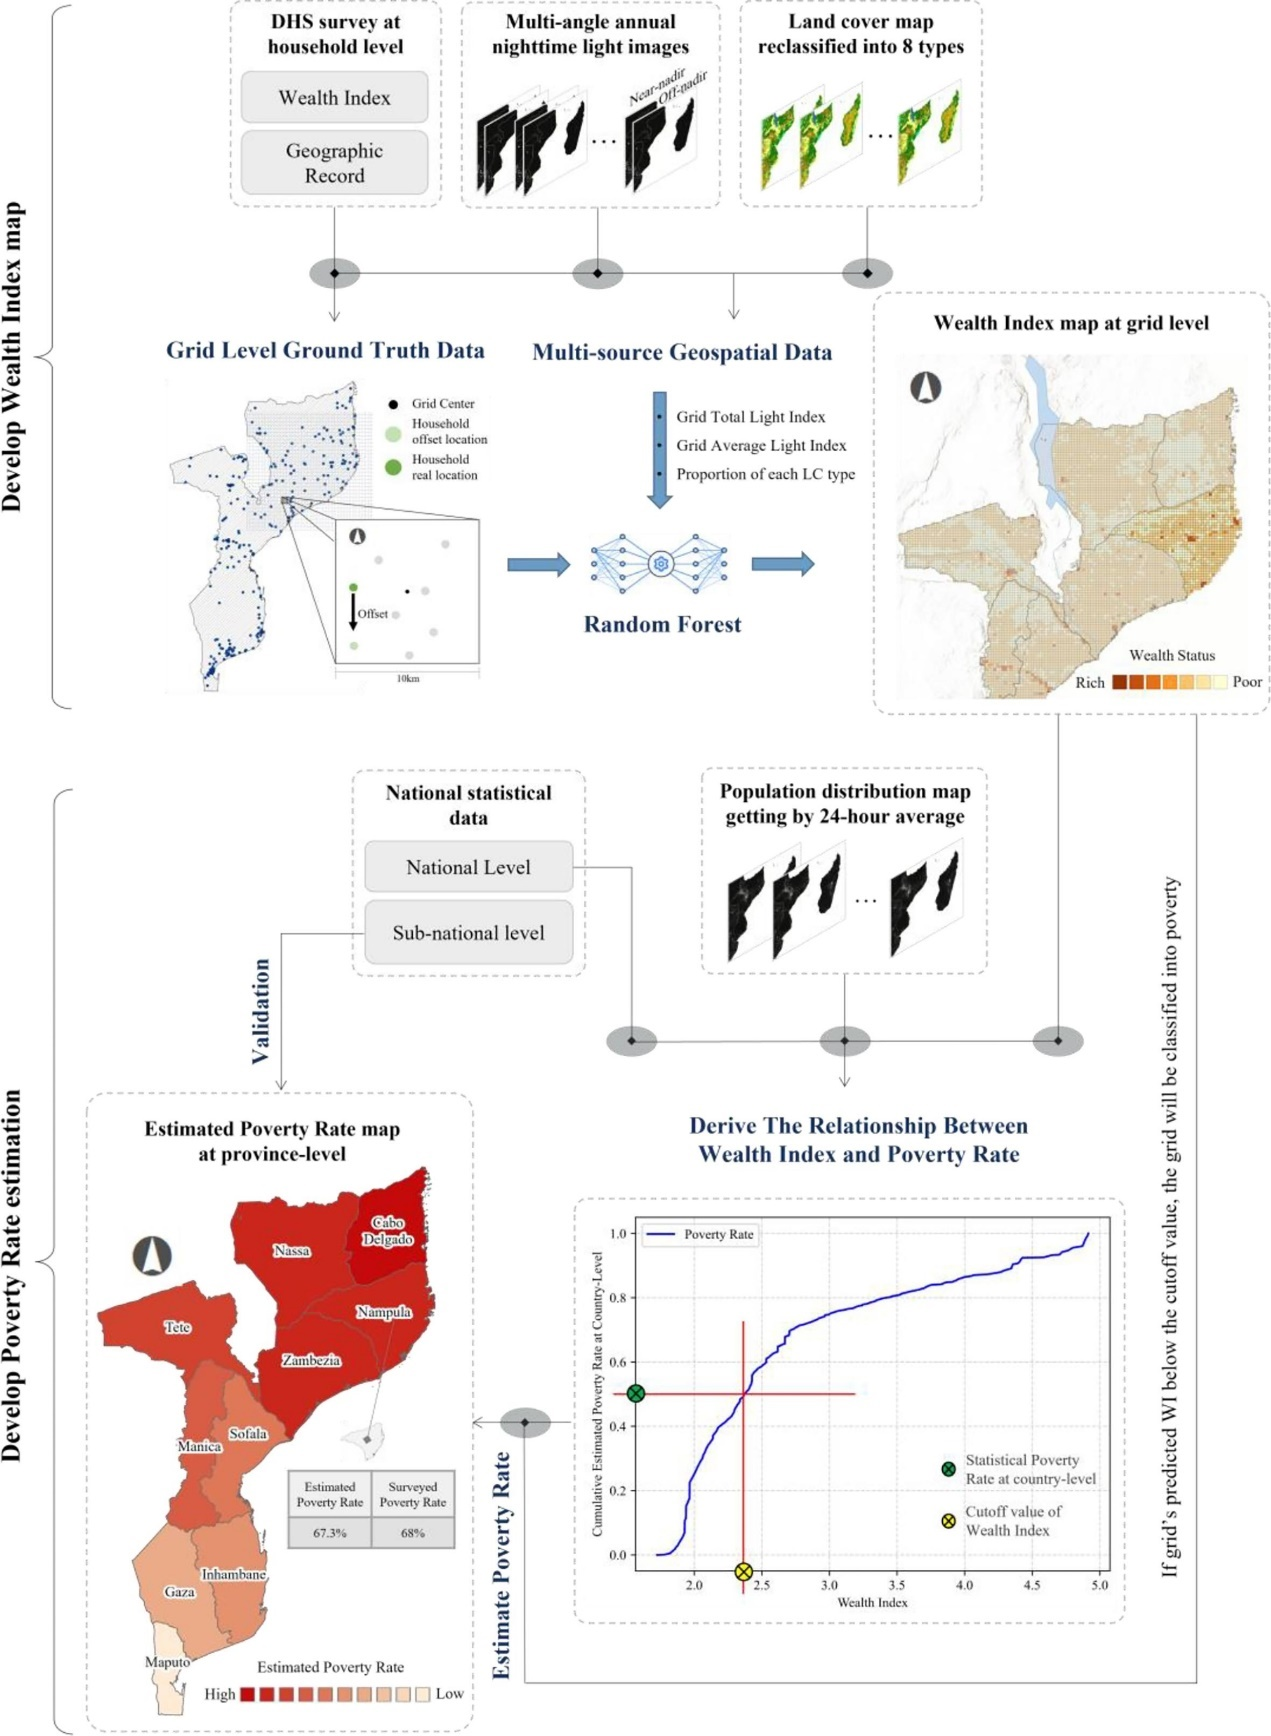 Develop Wealth Index map
DHS survey at
household level
Wealth Index
Geographic
Record
Multi-angle annual
nighttime light images
Near-nadir
Off-nadir
...
Land cover map
reclassified into 8 types
...
Grid Level Ground Truth Data
Grid Center
Household
offset location
Household
real location
Offset
10km
Multi-source Geospatial Data
Grid Total Light Index
Grid Average Light Index
Proportion of each LC type
Random Forest
Wealth Index map at grid level
Wealth Status
Rich
Poor
Develop Poverty Rate estimation
National statistical
data
National Level
Sub-national level
Population distribution map
getting by 24-hour average
...
Validation
If grid's predicted WI below the cutoff value, the grid will be classified into poverty
Derive The Relationship Between
Wealth Index and Poverty Rate
Estimated Poverty Rate map
at province-level
Cabo
Delgado
Nassa
Nampula
Tete
Zambezia
Sofala
Manica
Inhambane
Gaza
Maputo
Estimated
Poverty Rate
Surveyed
Poverty Rate
67.3%
68%
Estimated Poverty Rate
High
Low
Estimate Poverty Rate
Poverty Rate
Cumulative Estimated Poverty Rate at Country-Level
1.0
0.8
0.6
0.4
0.2
0.0
Statistical Poverty
Rate at country-level
Cutoff value of
Wealth Index
2.0
2.5
3.0
3.5
4.0
4.5
5.0
Wealth Index